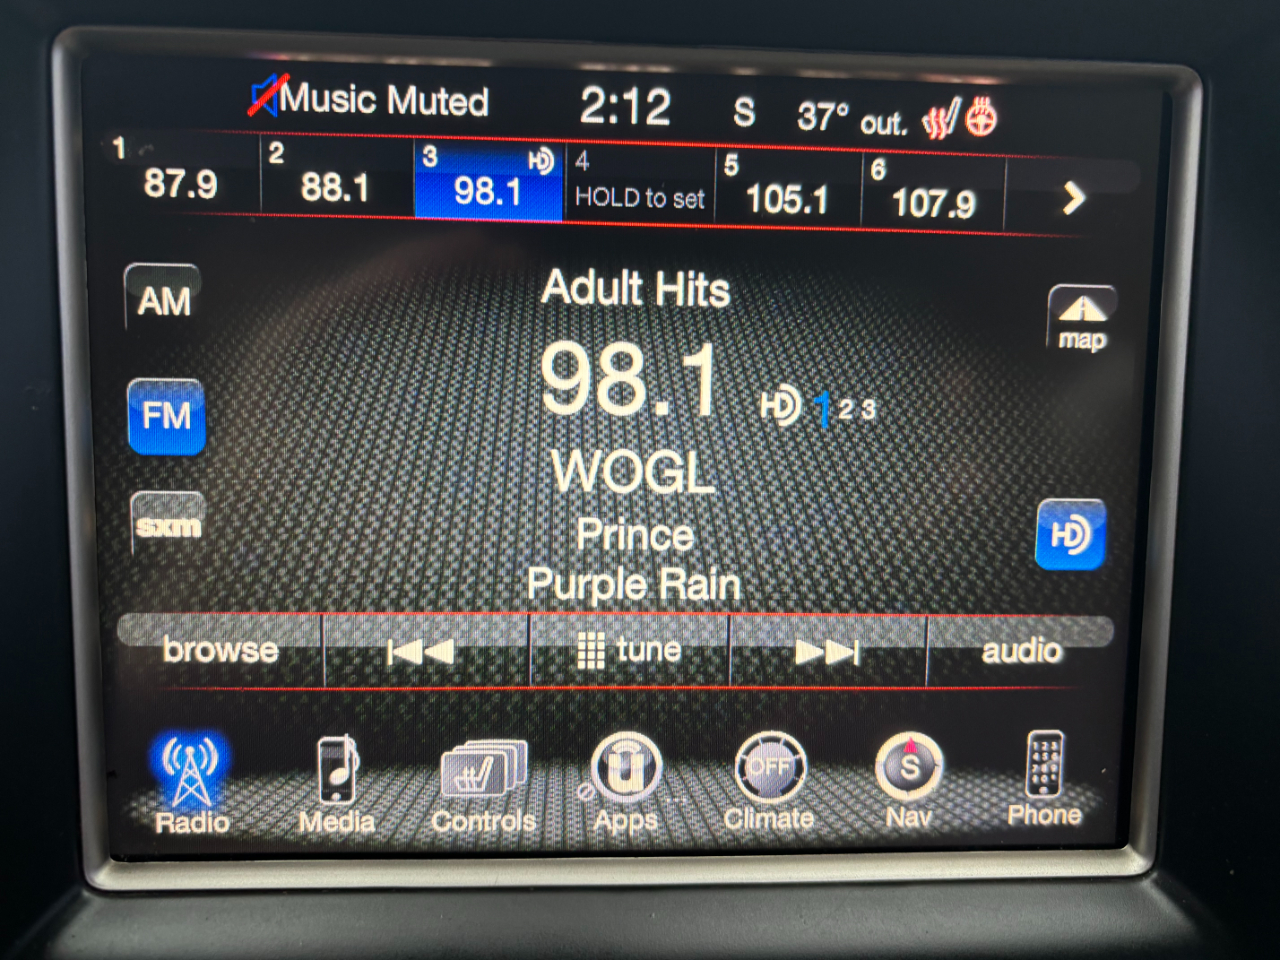 Music Muted 2:12 S 37° out.
1 2 3 HD 4 5 6
87.9 88.1 98.1 HOLD to set 105.1 107.9
Adult Hits
AM
98.1 HD 1 2 3
map
FM
WOGL
Prince
sxm
HD
Purple Rain
browse tune audio
OFF S
Radio Media Controls Apps Climate Nav Phone